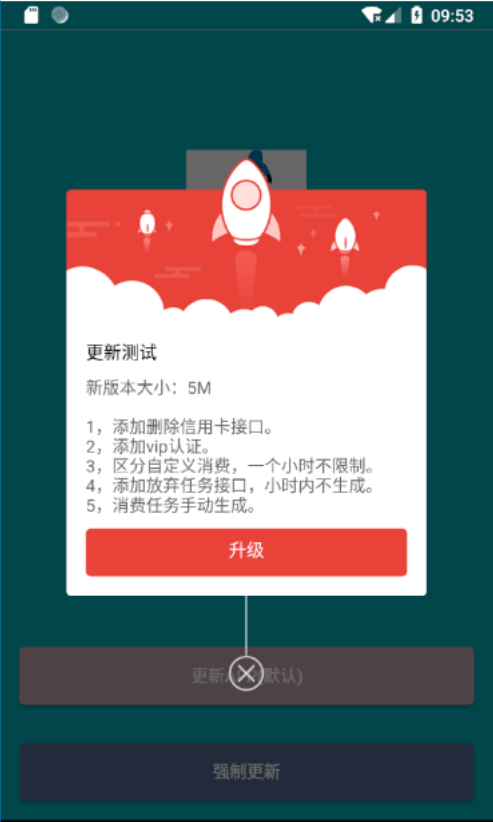 09:53
更新测试
新版本大小：5M
1，添加删除信用卡接口。
2，添加vip认证。
3，区分自定义消费，一个小时不限制。
4，添加放弃任务接口，小时内不生成。
5，消费任务手动生成。
升级
更新APP(默认)
强制更新